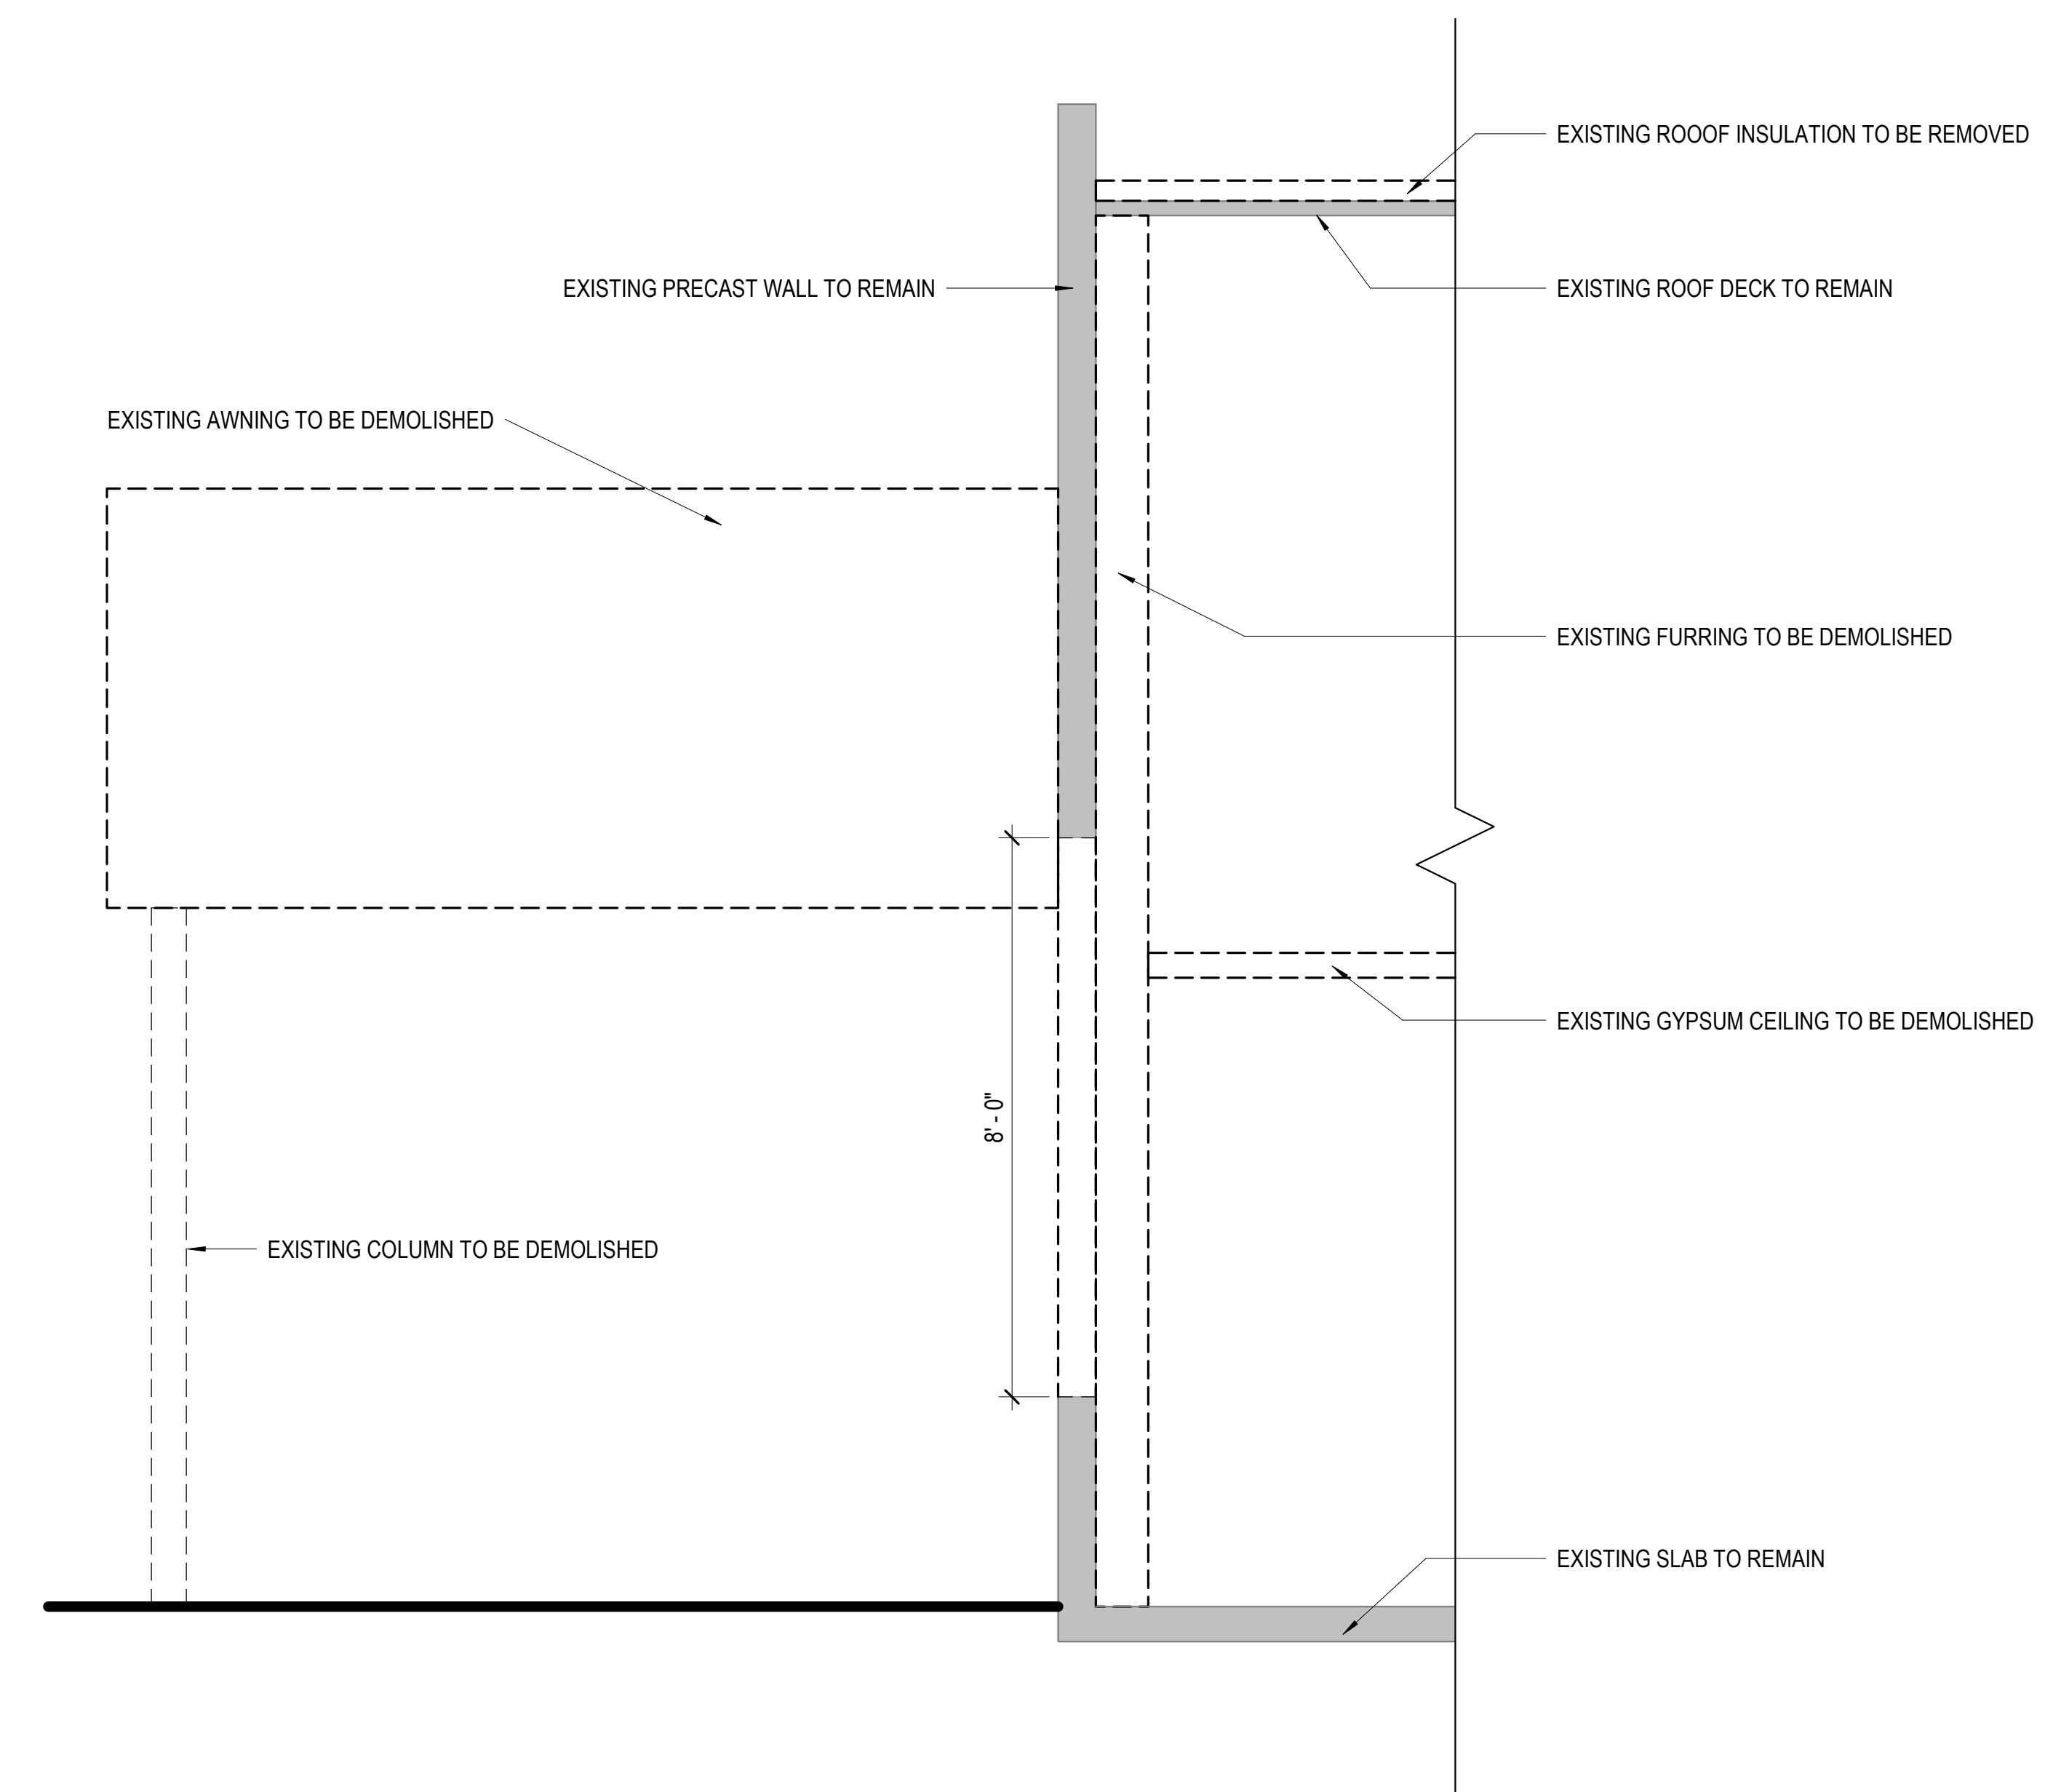 EXISTING ROOOF INSULATION TO BE REMOVED
EXISTING PRECAST WALL TO REMAIN
EXISTING ROOF DECK TO REMAIN
EXISTING AWNING TO BE DEMOLISHED
EXISTING FURRING TO BE DEMOLISHED
EXISTING GYPSUM CEILING TO BE DEMOLISHED
8' - 0"
EXISTING COLUMN TO BE DEMOLISHED
EXISTING SLAB TO REMAIN